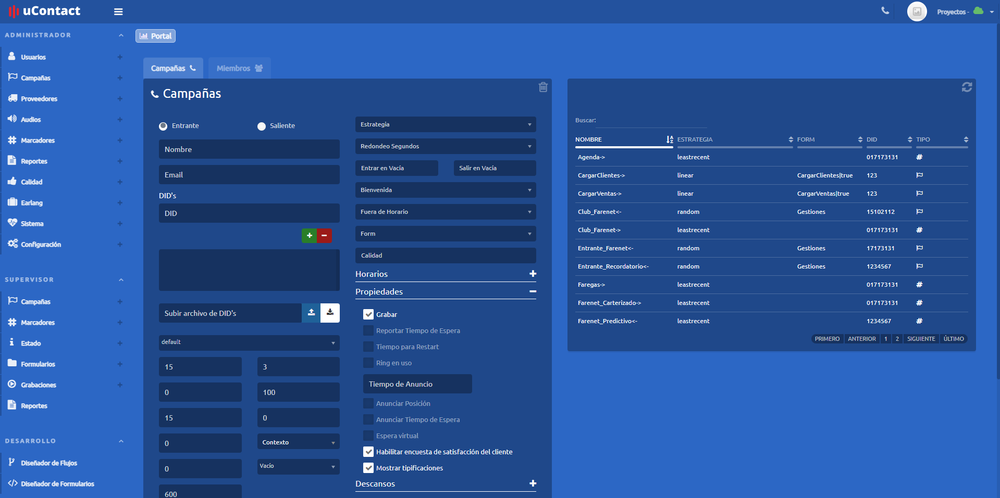 uContact
Proyectos -
ADMINISTRADOR
Usuarios
Campañas
Proveedores
Audios
Marcadores
Reportes
Calidad
Earlang
Sistema
Configuración
SUPERVISOR
Campañas
Marcadores
Estado
Formularios
Grabaciones
Reportes
DESARROLLO
Diseñador de Flujos
Diseñador de Formularios
Portal
Campañas
Miembros
Campañas
Entrante
Saliente
Nombre
Email
DID's
DID
Subir archivo de DID's
default
15
3
0
100
15
0
0
Contexto
0
Vacío
600
Estrategia
Redondeo Segundos
Entrar en Vacía
Salir en Vacía
Bienvenida
Fuera de Horario
Form
Calidad
Horarios
Propiedades
Grabar
Reportar Tiempo de Espera
Tiempo para Restart
Ring en uso
Tiempo de Anuncio
Anunciar Posición
Anunciar Tiempo de Espera
Espera virtual
Habilitar encuesta de satisfacción del cliente
Mostrar tipificaciones
Descansos
Buscar:
NOMBRE ESTRATEGIA FORM DID TIPO
Agenda-> leastrecent 017173131 #
CargarClientes-> linear CargarClientes|true 123
CargarVentas-> linear CargarVentas|true 123
Club_Farenet<- random Gestiones 15102112
Club_Farenet-> leastrecent 017173131 #
Entrante_Farenet<- random Gestiones 17173131
Entrante_Recordatorio<- random Gestiones 1234567
Faregas-> leastrecent 017173131 #
Farenet_Carterizado-> leastrecent 017173131 #
Farenet_Predictivo<- leastrecent 1234567 #
PRIMERO ANTERIOR 1 2 SIGUIENTE ÚLTIMO